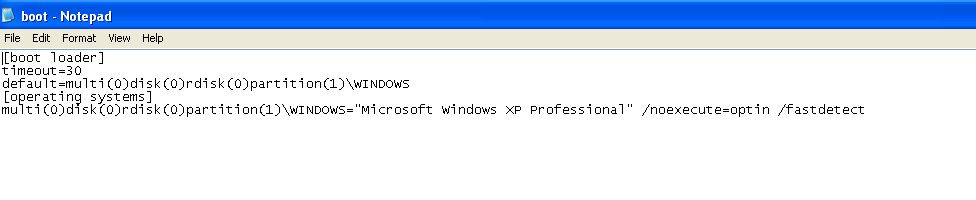 boot - Notepad
File Edit Format View Help
[boot loader]
timeout=30
default=multi(0)disk(0)rdisk(0)partition(1)\WINDOWS
[operating systems]
multi(0)disk(0)rdisk(0)partition(1)\WINDOWS="Microsoft Windows XP Professional" /noexecute=optin /fastdetect